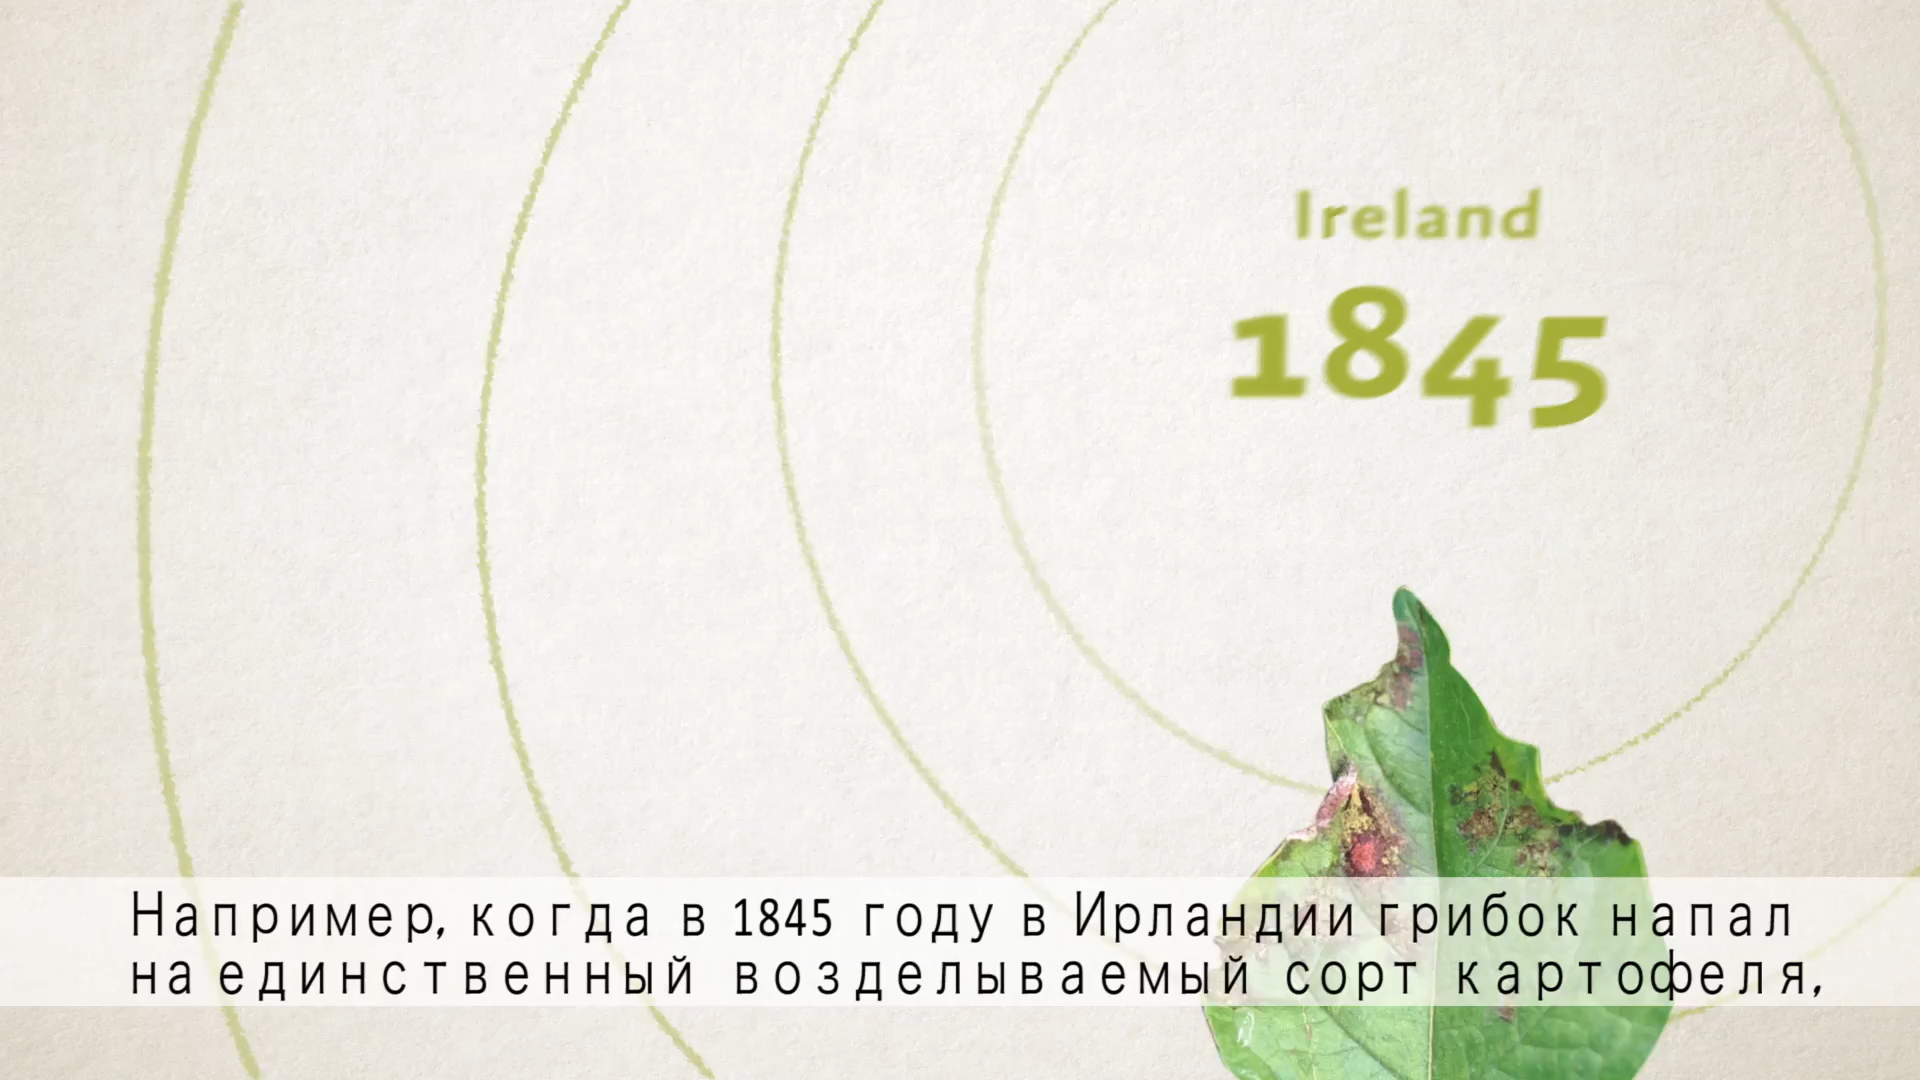 Ireland
1845
Например, когда в 1845 году в Ирландии грибок напал
на единственный возделываемый сорт картофеля,